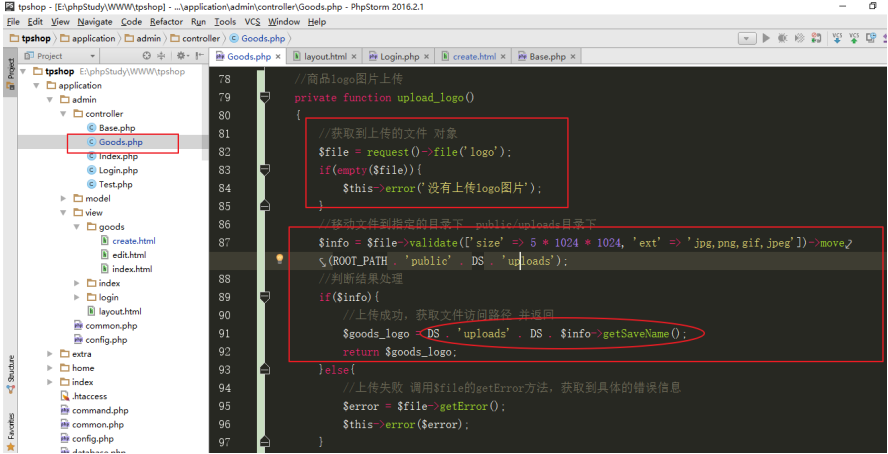 tpshop - [E:\phpStudy\WWW\tpshop] - ...\application\admin\controller\Goods.php - PhpStorm 2016.2.1
File Edit View Navigate Code Refactor Run Tools VCS Window Help
tpshop application admin controller Goods.php
Project
Goods.php × layout.html × Login.php × create.html × Base.php ×
Project
tpshop E:\phpStudy\WWW\tpshop
application
admin
controller
Base.php
Goods.php
Index.php
Login.php
Test.php
model
view
goods
create.html
edit.html
index.html
index
login
layout.html
common.php
config.php
extra
home
index
.htaccess
command.php
common.php
config.php
database.php
Structure
Favorites
78 //商品logo图片上传
79 private function upload_logo()
80 {
81 //获取到上传的文件 对象
82 $file = request()->file('logo');
83 if(empty($file)){
84 $this->error('没有上传logo图片');
85 }
86 //移动文件到指定的目录下 public/uploads目录下
87 $info = $file->validate(['size' => 5 * 1024 * 1024, 'ext' => 'jpg,png,gif,jpeg'])->move
(ROOT_PATH . 'public' . DS . 'uploads');
88 //判断结果处理
89 if($info){
90 //上传成功,获取文件访问路径 并返回
91 $goods_logo = DS . 'uploads' . DS . $info->getSaveName();
92 return $goods_logo;
93 }else{
94 //上传失败 调用$file的getError方法,获取到具体的错误信息
95 $error = $file->getError();
96 $this->error($error);
97 }